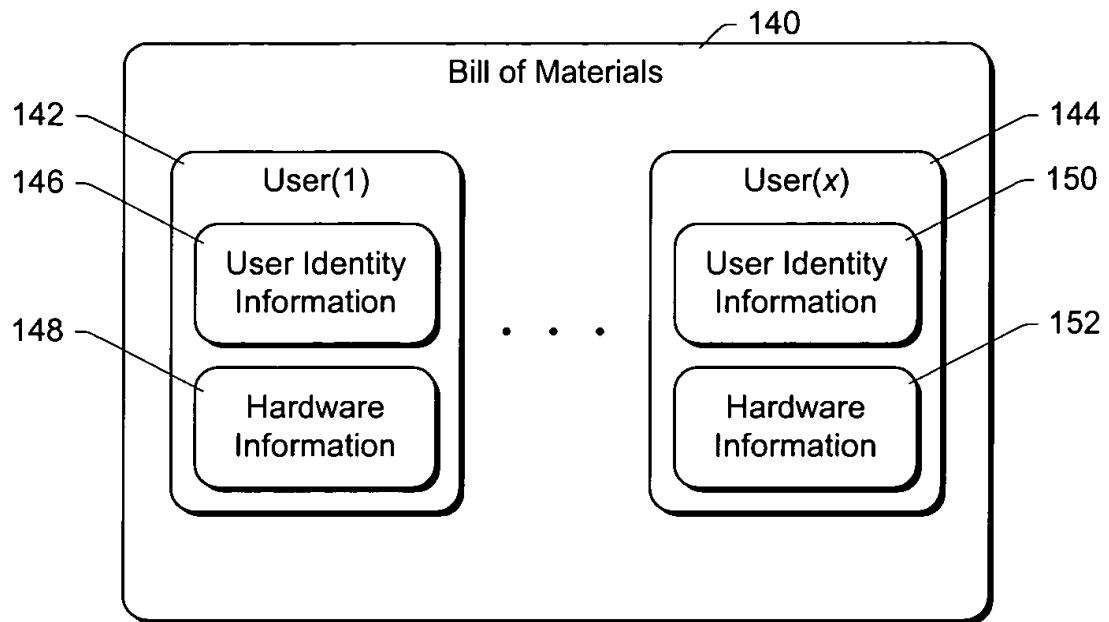 140
Bill of Materials
142
144
User(1)
User(x)
146
150
User Identity
Information
User Identity
Information
148
152
. . .
Hardware
Information
Hardware
Information